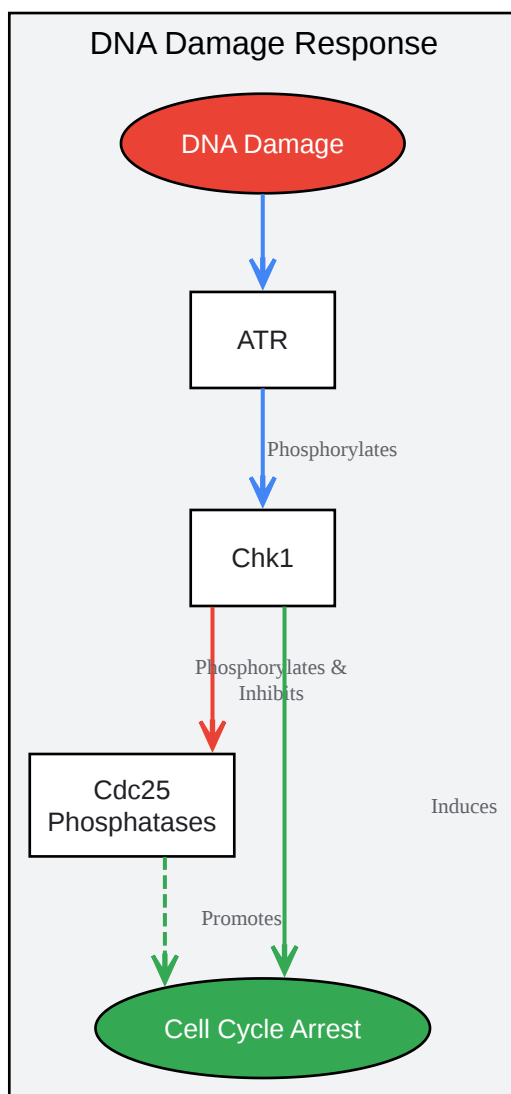 DNA Damage Response
DNA Damage
ATR
Phosphorylates
Chk1
Phosphorylates &
Inhibits
Cdc25
Phosphatases
Induces
Promotes
Cell Cycle Arrest